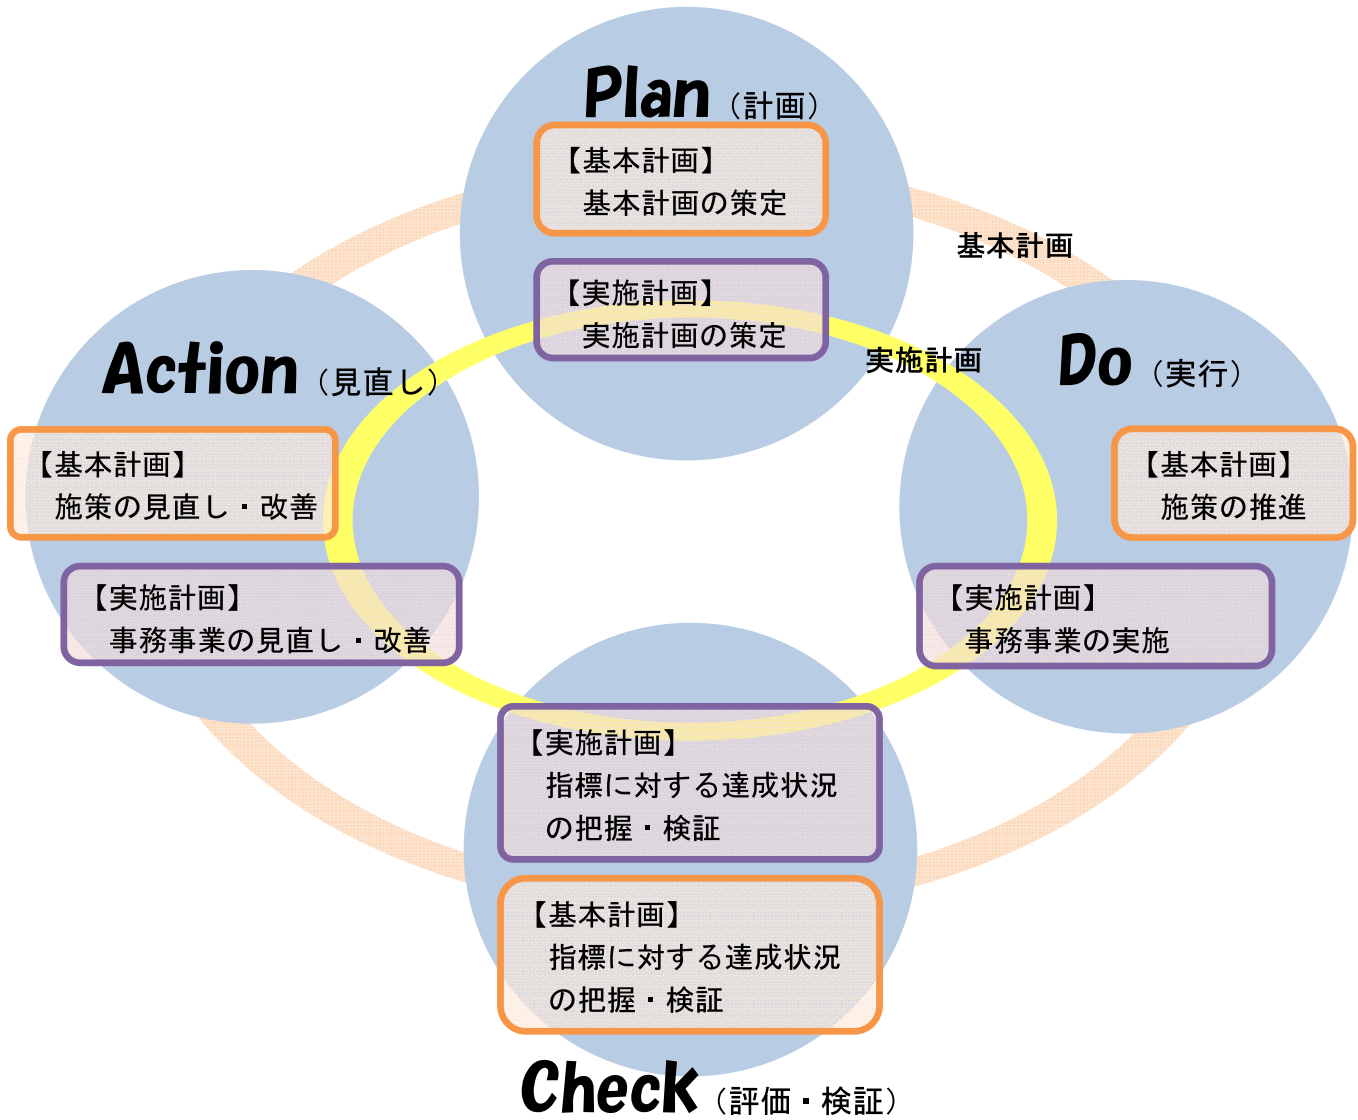 Plan（計画）
【基本計画】
基本計画の策定
【実施計画】
実施計画の策定
基本計画
実施計画
Do（実行）
【基本計画】
施策の推進
【実施計画】
事務事業の実施
Action（見直し）
【基本計画】
施策の見直し・改善
【実施計画】
事務事業の見直し・改善
【実施計画】
指標に対する達成状況
の把握・検証
【基本計画】
指標に対する達成状況
の把握・検証
Check（評価・検証）